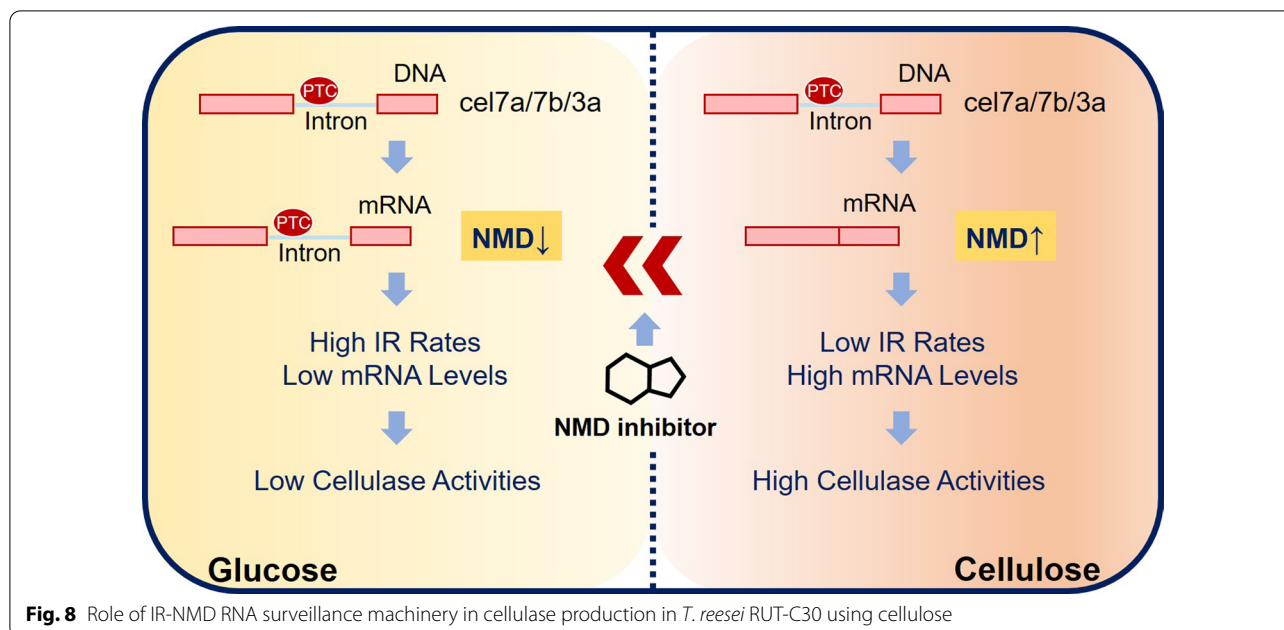 DNA
PTC
cel7a/7b/3a
Intron
mRNA
PTC
NMD↓
Intron
High IR Rates
Low mRNA Levels
Low Cellulase Activities
Glucose
NMD inhibitor
DNA
PTC
cel7a/7b/3a
Intron
mRNA
NMD↑
Low IR Rates
High mRNA Levels
High Cellulase Activities
Cellulose
Fig. 8 Role of IR-NMD RNA surveillance machinery in cellulase production in T. reesei RUT-C30 using cellulose